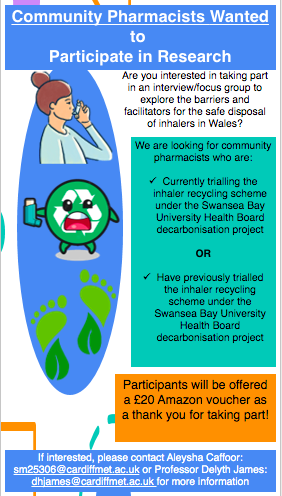 Community Pharmacists Wanted
to
Participate in Research
Are you interested in taking part
in an interview/focus group to
explore the barriers and
facilitators for the safe disposal
of inhalers in Wales?
We are looking for community
pharmacists who are:
✓ Currently trialling the
inhaler recycling scheme
under the Swansea Bay
University Health Board
decarbonisation project
OR
✓ Have previously trialled
the inhaler recycling
scheme under the
Swansea Bay University
Health Board
decarbonisation project
Participants will be offered
a £20 Amazon voucher as
a thank you for taking part!
If interested, please contact Aleysha Caffoor:
sm25306@cardiffmet.ac.uk or Professor Delyth James:
dhjames@cardiffmet.ac.uk for more information